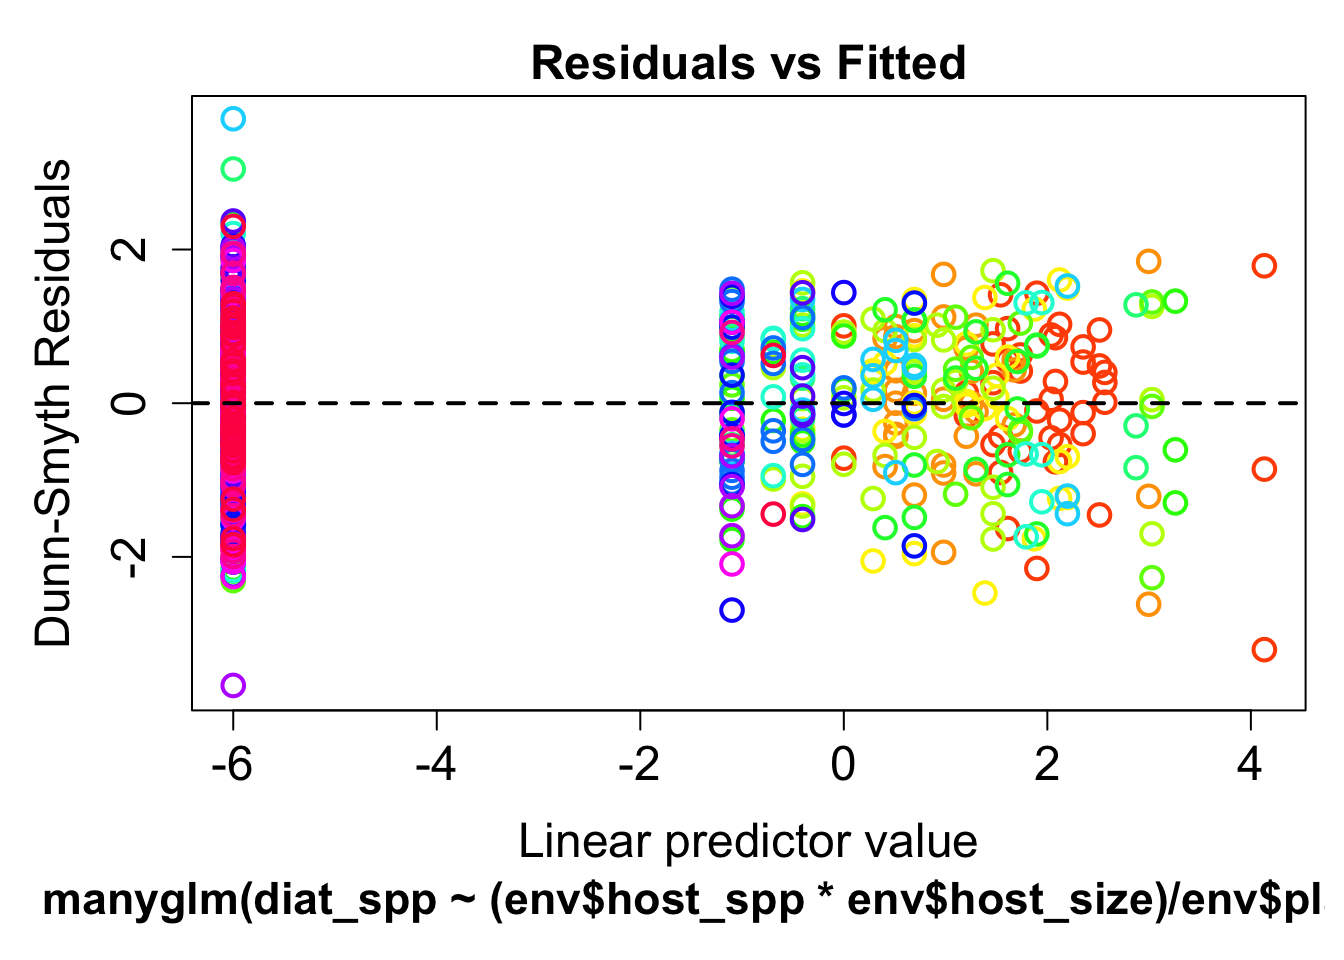 Residuals vs Fitted
Dunn-Smyth Residuals
2
0
-2
-6 -4 -2 0 2 4
Linear predictor value
manyglm(diat_spp ~ (env$host_spp * env$host_size)/env$pl